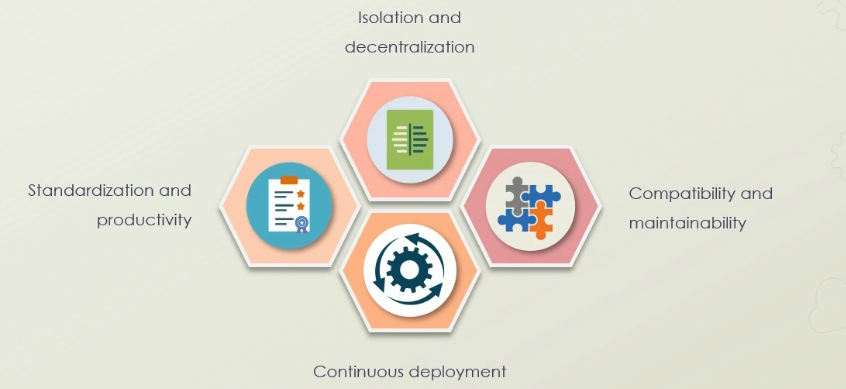 Isolation and
decentralization
Standardization and
productivity
Compatibility and
maintainability
Continuous deployment